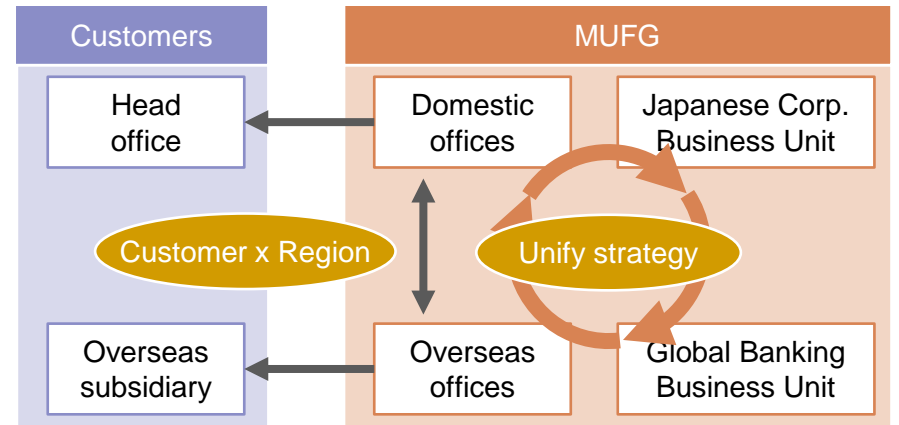 Customers
MUFG
Head
office
Domestic
offices
Japanese Corp.
Business Unit
Customer x Region
Unify strategy
Overseas
subsidiary
Overseas
offices
Global Banking
Business Unit